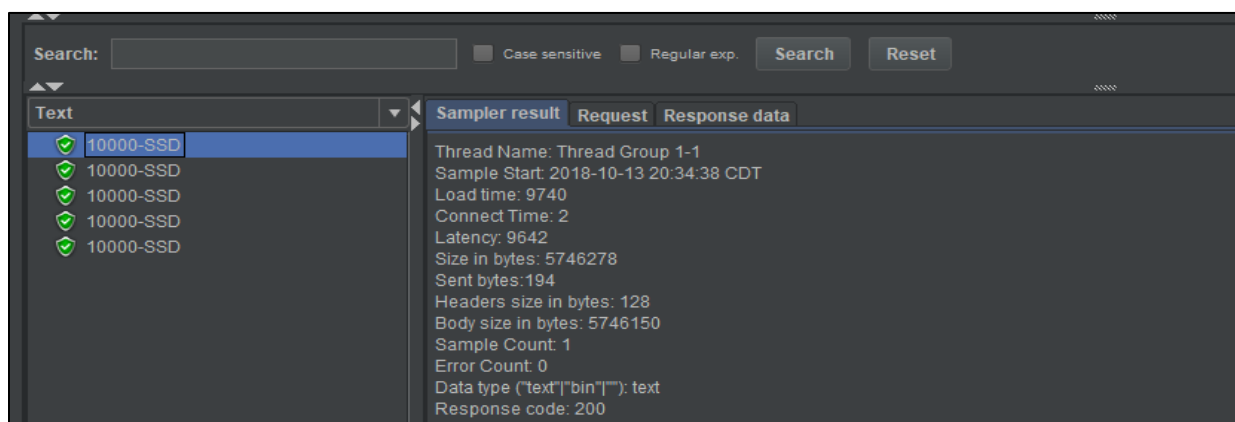 Search: Case sensitive Regular exp. Search Reset
Text
10000-SSD
10000-SSD
10000-SSD
10000-SSD
10000-SSD
Sampler result Request Response data
Thread Name: Thread Group 1-1
Sample Start: 2018-10-13 20:34:38 CDT
Load time: 9740
Connect Time: 2
Latency: 9642
Size in bytes: 5746278
Sent bytes:194
Headers size in bytes: 128
Body size in bytes: 5746150
Sample Count: 1
Error Count: 0
Data type ("text"|"bin"|""): text
Response code: 200